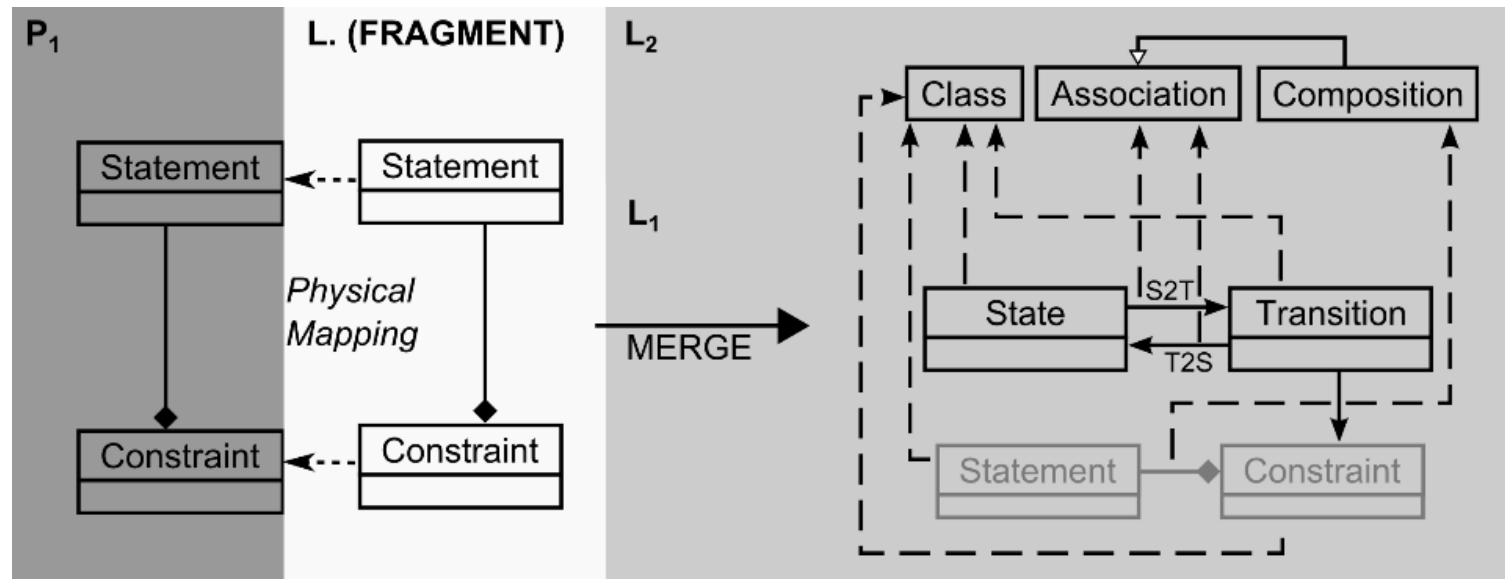 P1
L. (FRAGMENT)
L2
Class
Association
Composition
Statement
Statement
L1
Physical
Mapping
MERGE
State
S2T
Transition
T2S
Constraint
Constraint
Statement
Constraint